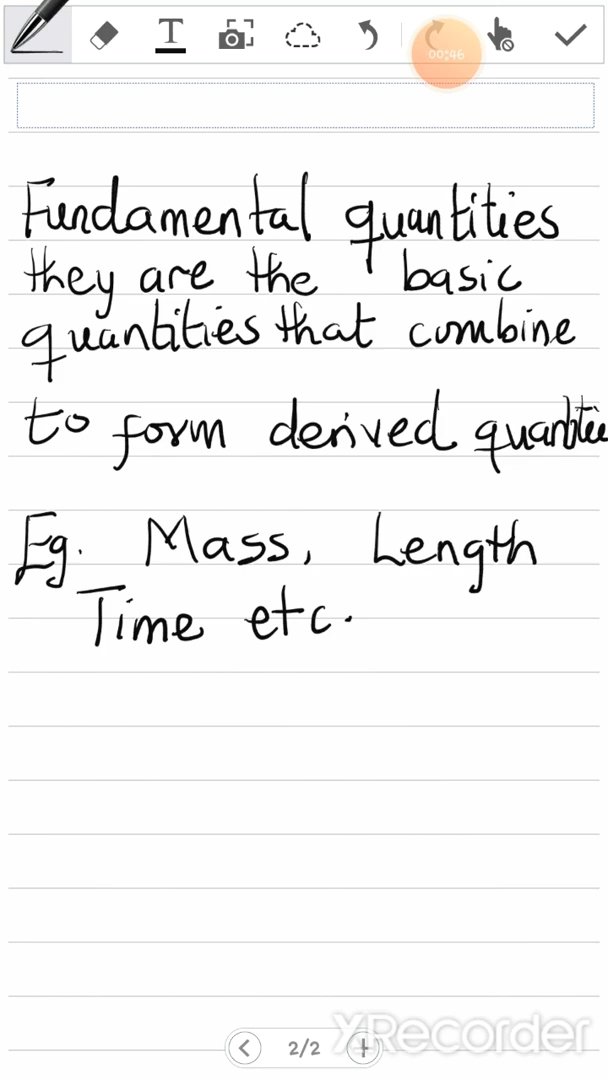 T
00:46
Fundamental quantities
they are the basic
quantities that combine
to form derived quantitie
Eg. Mass, Length
Time etc.
2/2
XRecorder